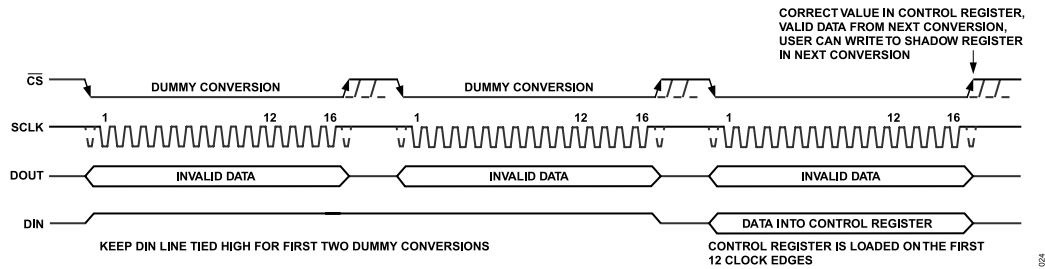 CORRECT VALUE IN CONTROL REGISTER,
VALID DATA FROM NEXT CONVERSION,
USER CAN WRITE TO SHADOW REGISTER
IN NEXT CONVERSION
CS DUMMY CONVERSION DUMMY CONVERSION
SCLK 1 12 16 1 12 16 1 12 16
DOUT INVALID DATA INVALID DATA INVALID DATA
DIN DATA INTO CONTROL REGISTER
KEEP DIN LINE TIED HIGH FOR FIRST TWO DUMMY CONVERSIONS
CONTROL REGISTER IS LOADED ON THE FIRST
12 CLOCK EDGES
024